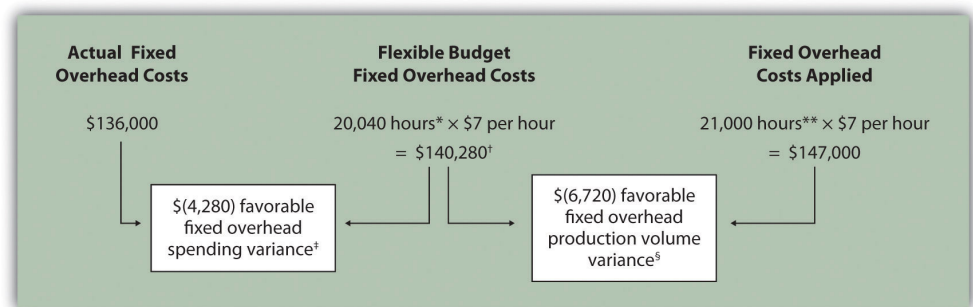 Actual Fixed
Overhead Costs
Flexible Budget
Fixed Overhead Costs
Fixed Overhead
Costs Applied
$136,000
20,040 hours* × $7 per hour
= $140,280†
21,000 hours** × $7 per hour
= $147,000
$(4,280) favorable
fixed overhead
spending variance‡
$(6,720) favorable
fixed overhead
production volume
variance§